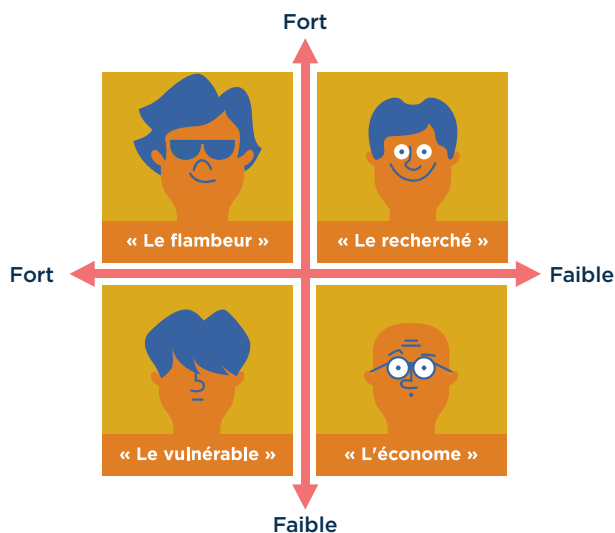 Fort
« Le flambeur »
« Le recherché »
Fort
Faible
« Le vulnérable »
« L'économe »
Faible